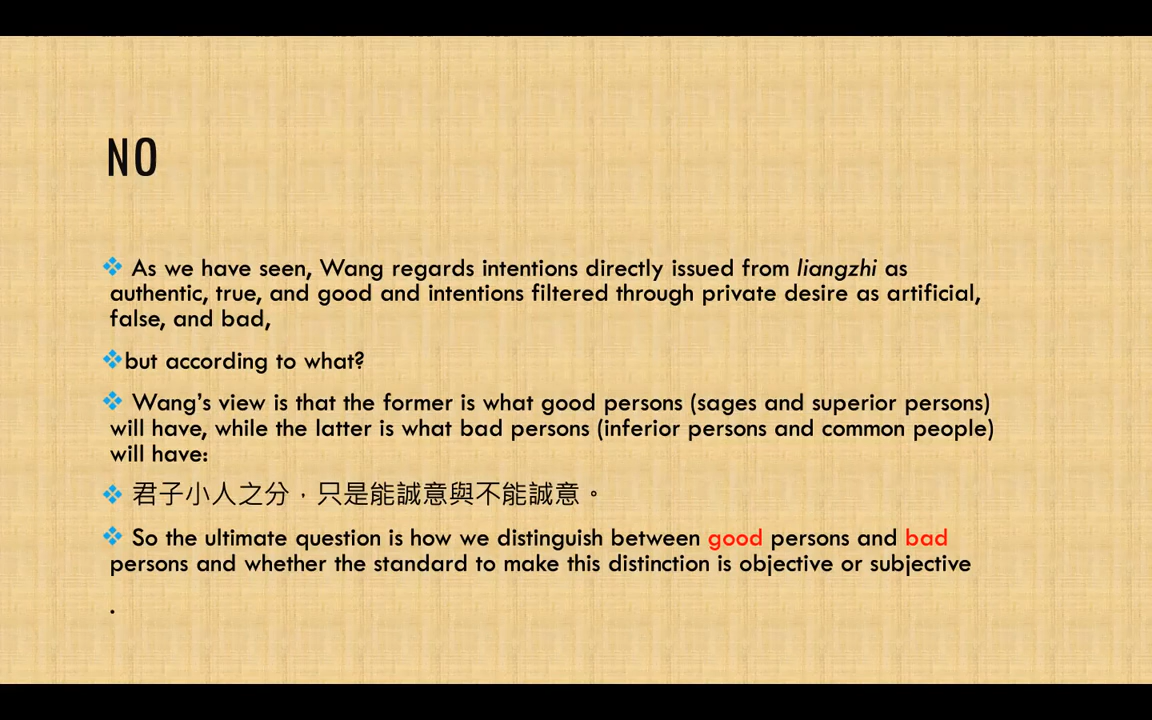 NO
❖ As we have seen, Wang regards intentions directly issued from liangzhi as
authentic, true, and good and intentions filtered through private desire as artificial,
false, and bad,
❖but according to what?
❖ Wang’s view is that the former is what good persons (sages and superior persons)
will have, while the latter is what bad persons (inferior persons and common people)
will have:
❖ 君子小人之分，只是能誠意與不能誠意。
❖ So the ultimate question is how we distinguish between good persons and bad
persons and whether the standard to make this distinction is objective or subjective
.